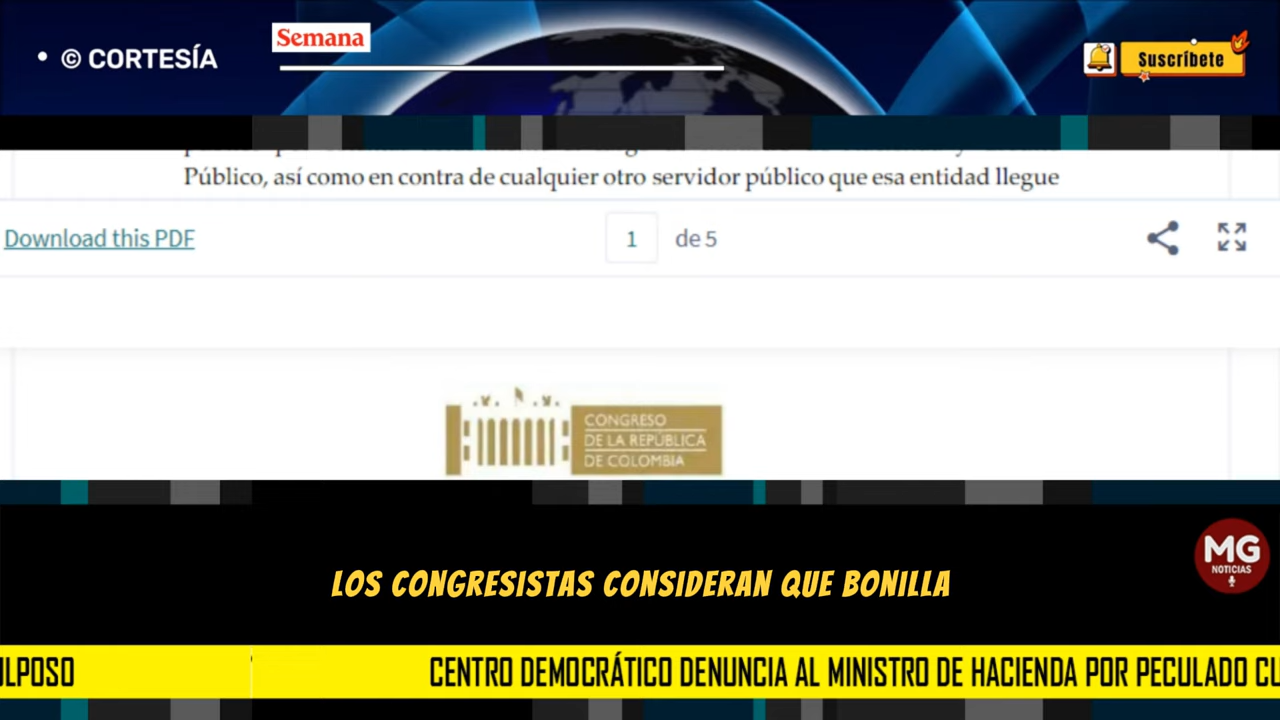 • © CORTESÍA
Semana
Suscríbete
Público, así como en contra de cualquier otro servidor público que esa entidad llegue
Download this PDF
1 de 5
CONGRESO
DE LA REPÚBLICA
DE COLOMBIA
MG
NOTICIAS
LOS CONGRESISTAS CONSIDERAN QUE BONILLA
ULPOSO
CENTRO DEMOCRÁTICO DENUNCIA AL MINISTRO DE HACIENDA POR PECULADO CU